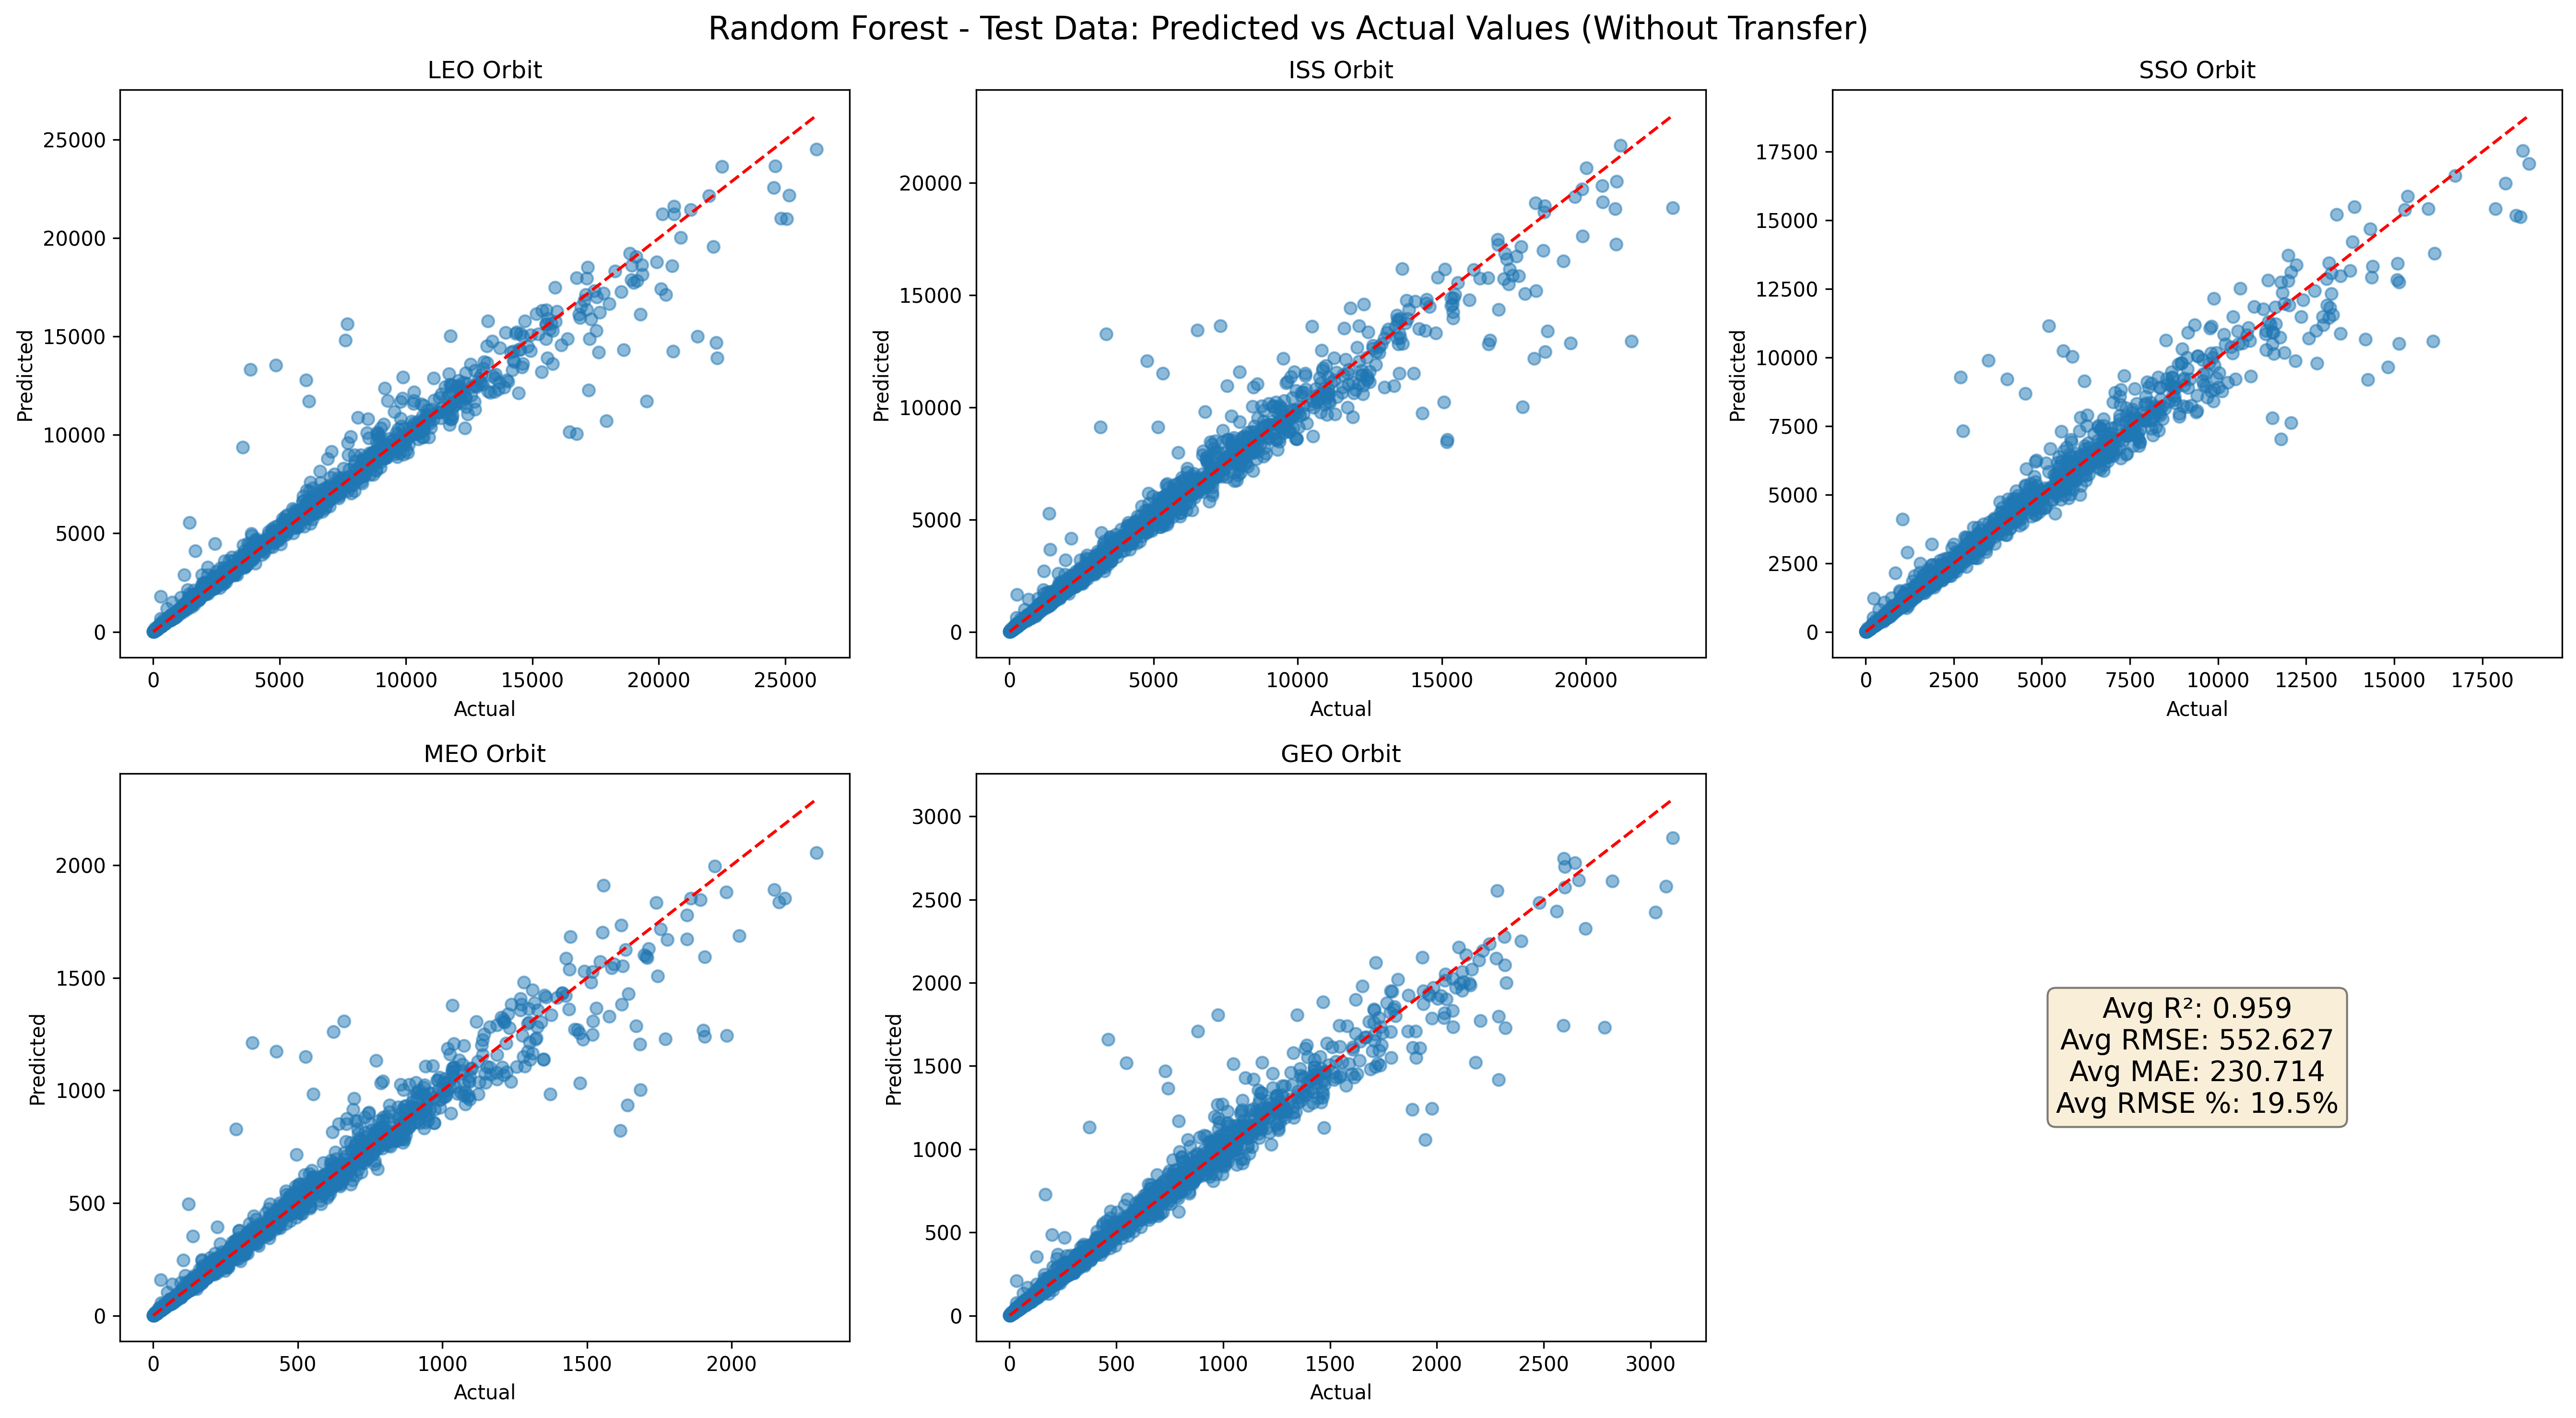 Random Forest - Test Data: Predicted vs Actual Values (Without Transfer)
LEO Orbit
25000
20000
15000
10000
5000
0
Predicted
0 5000 10000 15000 20000 25000
Actual
ISS Orbit
20000
15000
10000
5000
0
Predicted
0 5000 10000 15000 20000
Actual
SSO Orbit
17500
15000
12500
10000
7500
5000
2500
0
Predicted
0 2500 5000 7500 10000 12500 15000 17500
Actual
MEO Orbit
2000
1500
1000
500
0
Predicted
0 500 1000 1500 2000
Actual
GEO Orbit
3000
2500
2000
1500
1000
500
0
Predicted
0 500 1000 1500 2000 2500 3000
Actual
Avg R²: 0.959
Avg RMSE: 552.627
Avg MAE: 230.714
Avg RMSE %: 19.5%